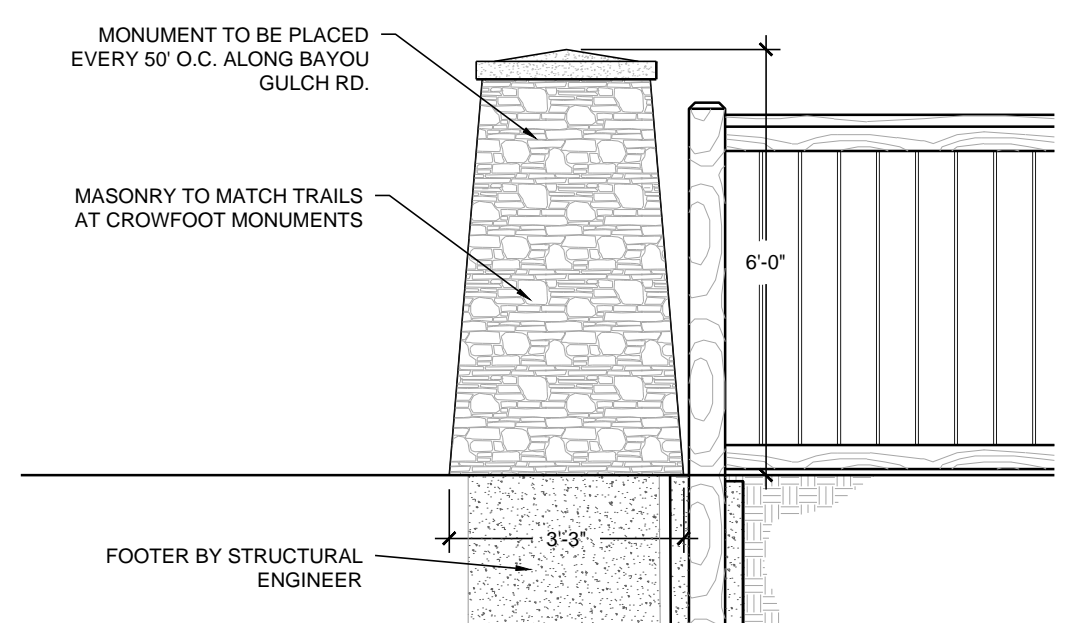 MONUMENT TO BE PLACED
EVERY 50' O.C. ALONG BAYOU
GULCH RD.
MASONRY TO MATCH TRAILS
AT CROWFOOT MONUMENTS
6'-0"
3'-3"
FOOTER BY STRUCTURAL
ENGINEER